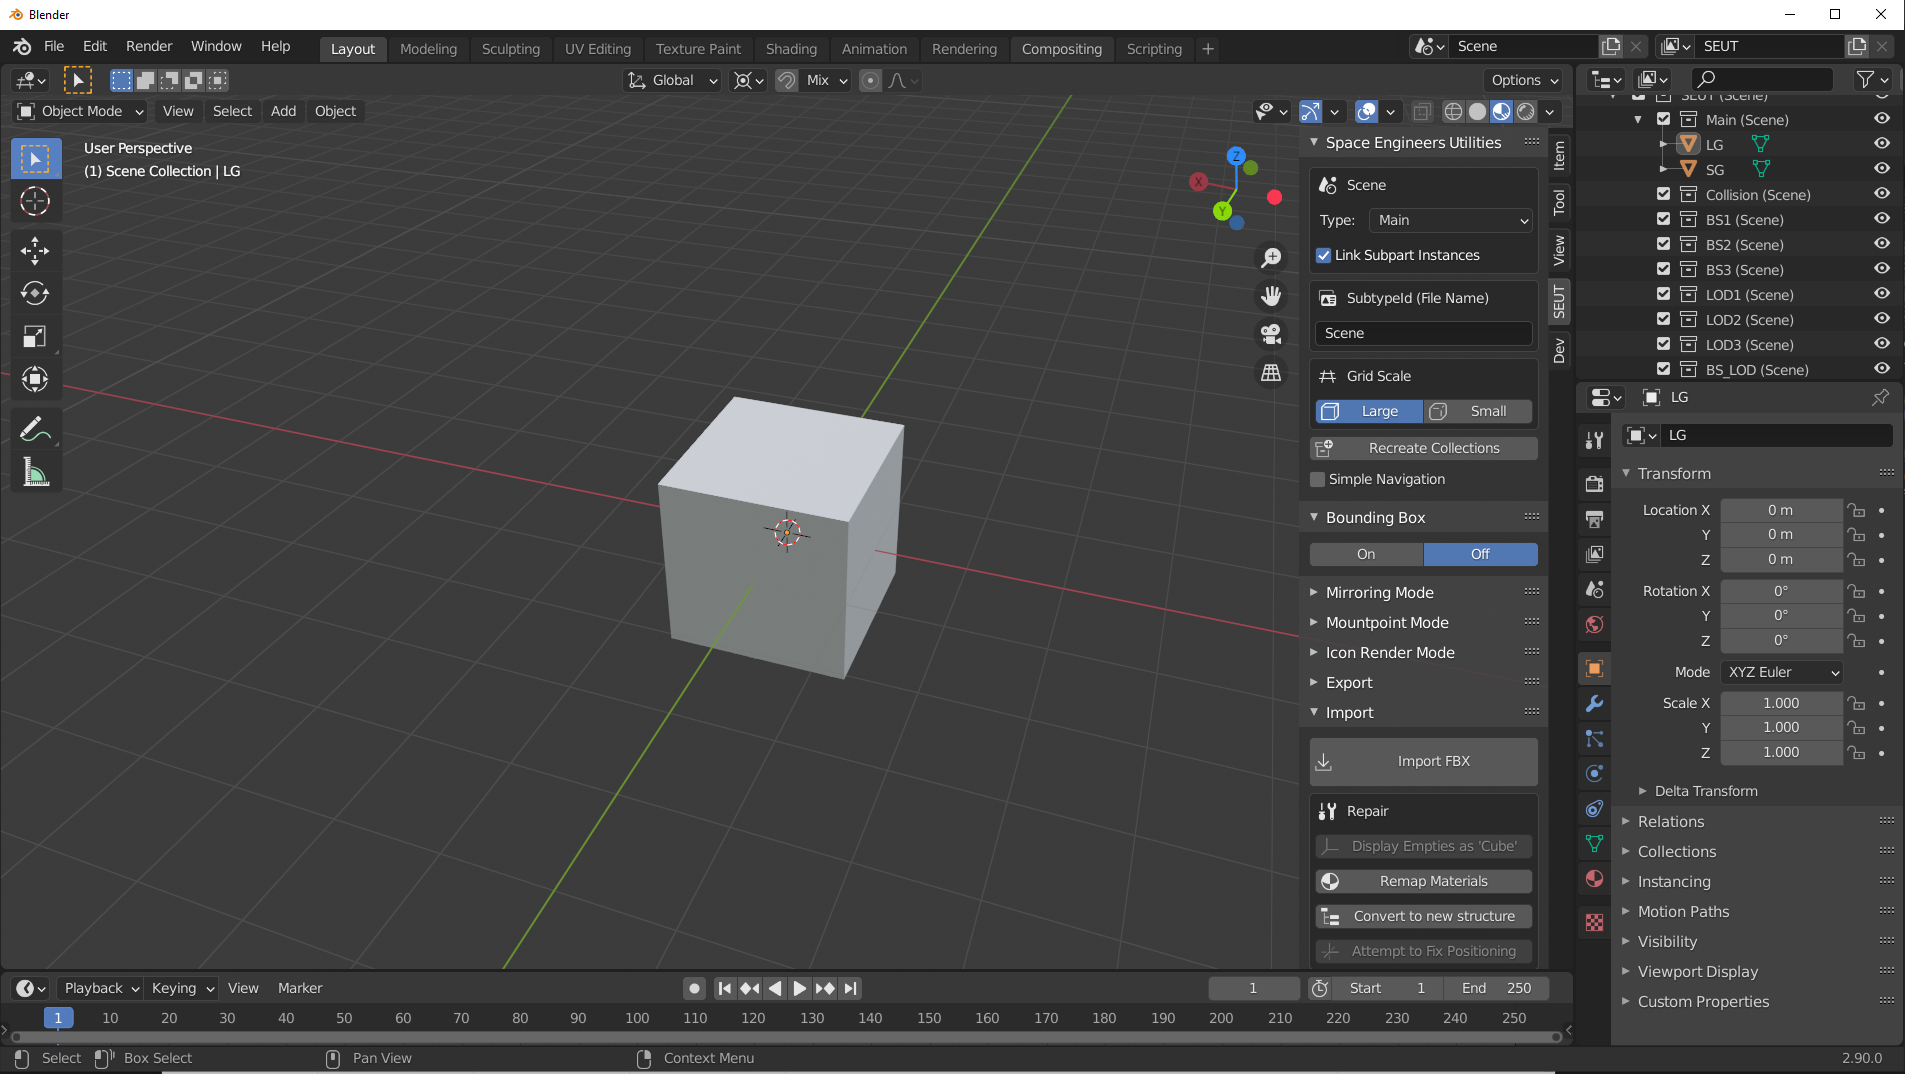 Blender
File Edit Render Window Help Layout Modeling Sculpting UV Editing Texture Paint Shading Animation Rendering Compositing Scripting + Scene SEUT
Global Mix Options
Object Mode View Select Add Object
User Perspective
(1) Scene Collection | LG
Z
X
Y
Space Engineers Utilities
Scene
Type: Main
Link Subpart Instances
SubtypeId (File Name)
Scene
Grid Scale
Large Small
Recreate Collections
Simple Navigation
Bounding Box
On Off
Mirroring Mode
Mountpoint Mode
Icon Render Mode
Export
Import
Import FBX
Repair
Display Empties as 'Cube'
Remap Materials
Convert to new structure
Attempt to Fix Positioning
Item
Tool
View
SEUT
Dev
SEUT (Scene)
Main (Scene)
LG
SG
Collision (Scene)
BS1 (Scene)
BS2 (Scene)
BS3 (Scene)
LOD1 (Scene)
LOD2 (Scene)
LOD3 (Scene)
BS_LOD (Scene)
LG
LG
Transform
Location X 0 m
Y 0 m
Z 0 m
Rotation X 0°
Y 0°
Z 0°
Mode XYZ Euler
Scale X 1.000
Y 1.000
Z 1.000
Delta Transform
Relations
Collections
Instancing
Motion Paths
Visibility
Viewport Display
Custom Properties
Playback Keying View Marker 1 Start 1 End 250
1 10 20 30 40 50 60 70 80 90 100 110 120 130 140 150 160 170 180 190 200 210 220 230 240 250
Select Box Select Pan View Context Menu 2.90.0